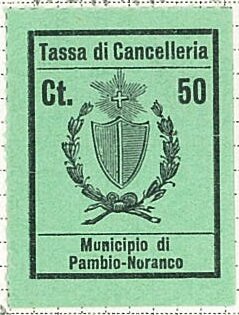 Tassa di Cancelleria
Ct. 50
Municipio di
Pambio-Noranco